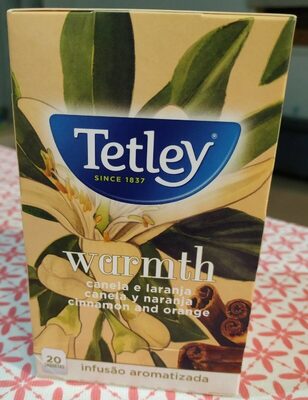 Tetley
SINCE 1837
warmth
canela e laranja
canela y naranja
cinnamon and orange
20
infusão aromatizada